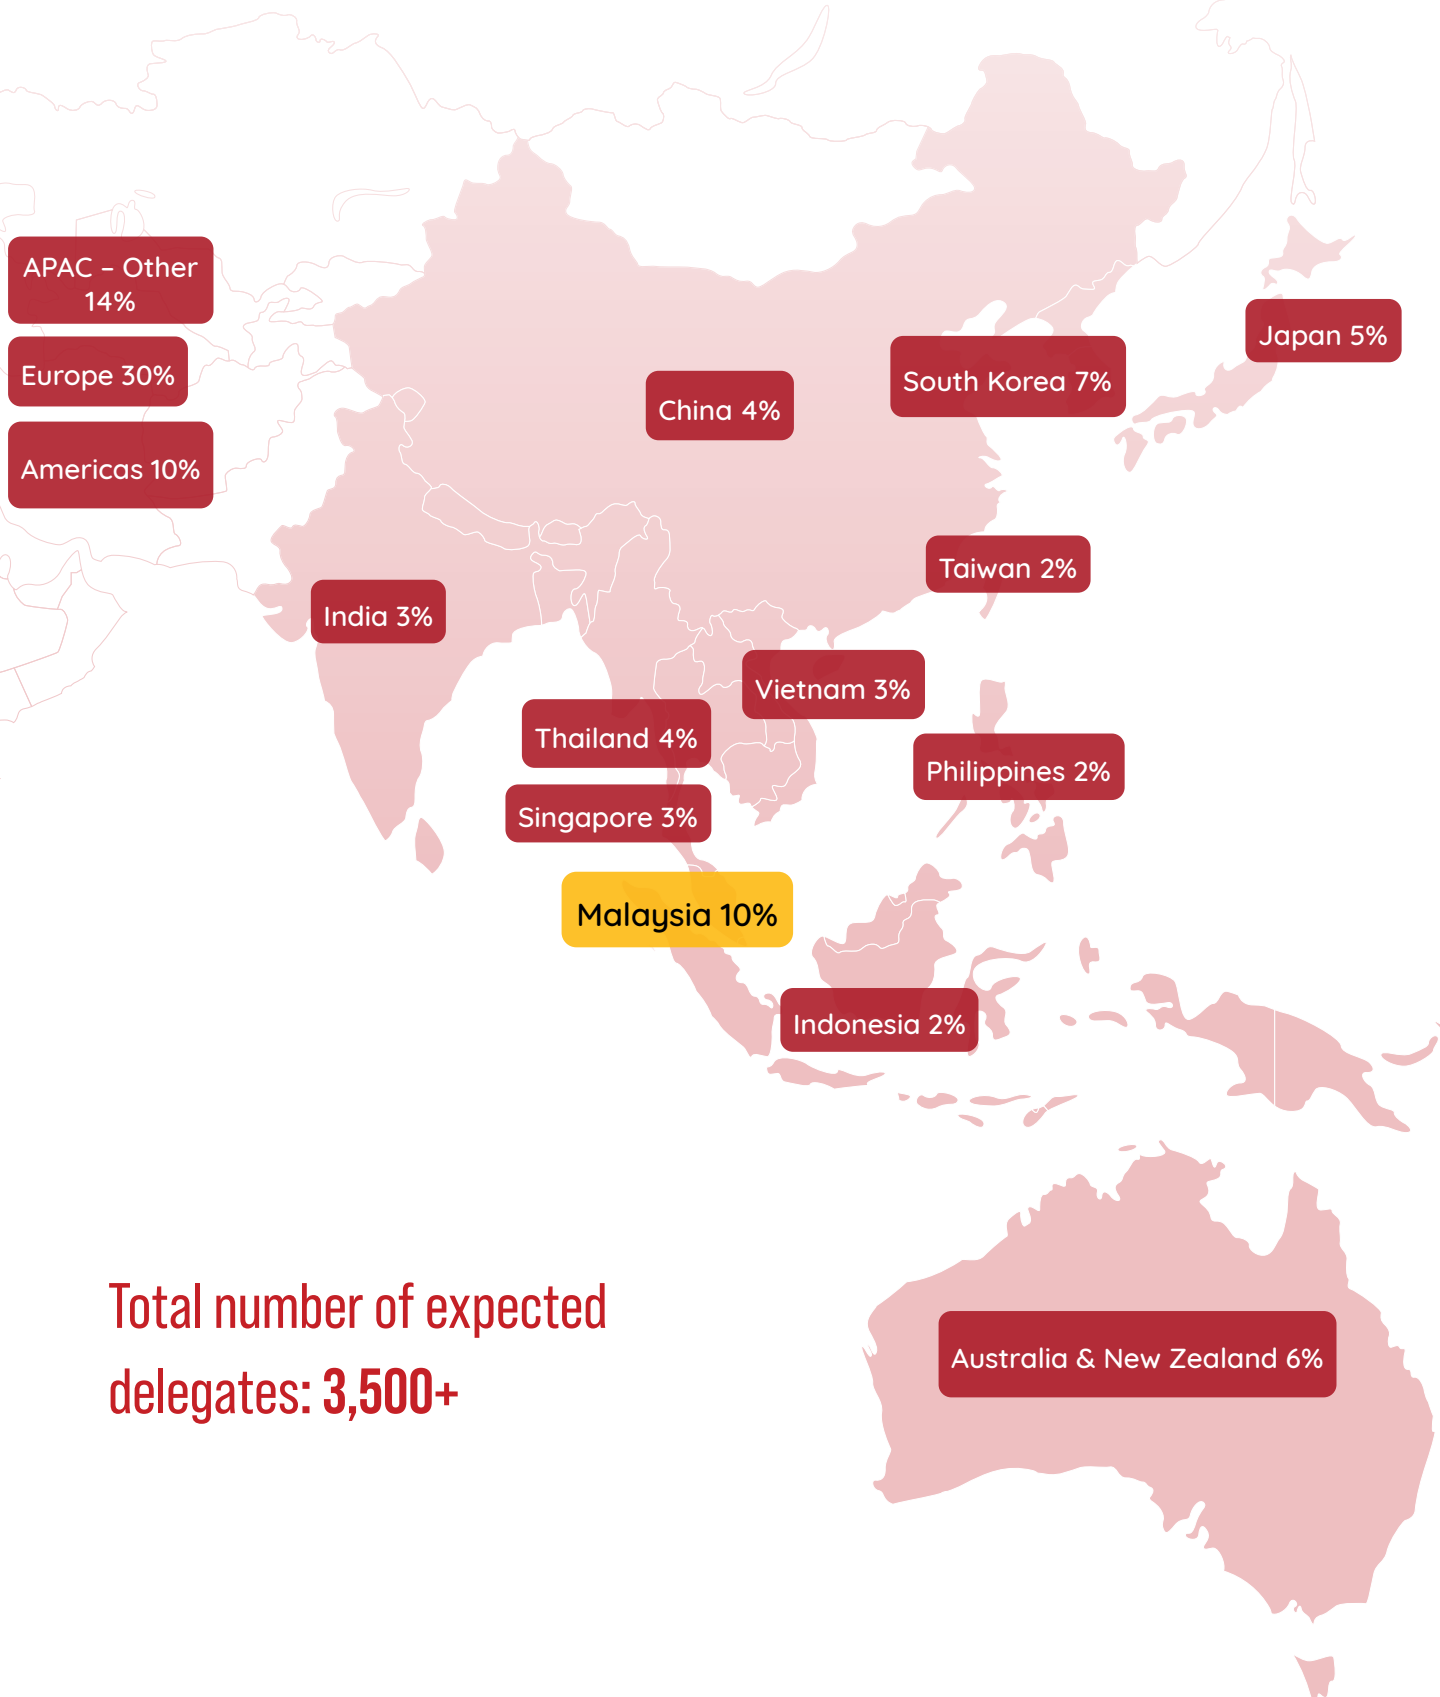 APAC – Other
14%
Europe 30%
Americas 10%
Japan 5%
South Korea 7%
China 4%
Taiwan 2%
India 3%
Vietnam 3%
Thailand 4%
Philippines 2%
Singapore 3%
Malaysia 10%
Indonesia 2%
Total number of expected
delegates: 3,500+
Australia & New Zealand 6%